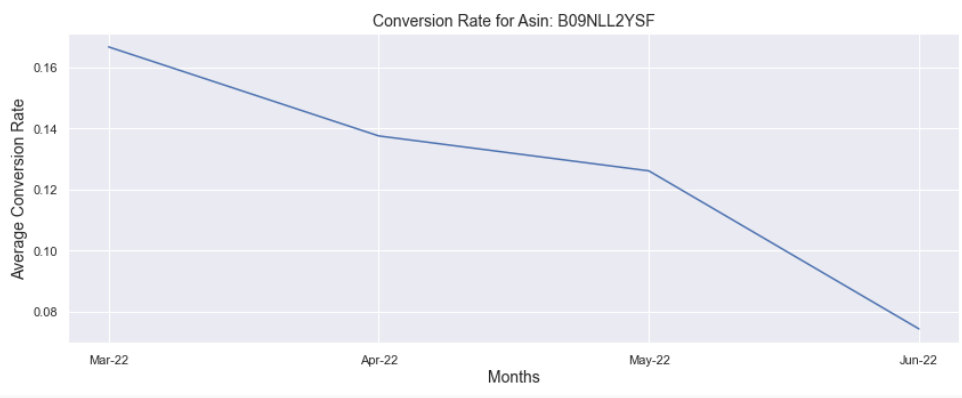 Conversion Rate for Asin: B09NLL2YSF
Average Conversion Rate
0.16
0.14
0.12
0.10
0.08
Mar-22 Apr-22 May-22 Jun-22
Months